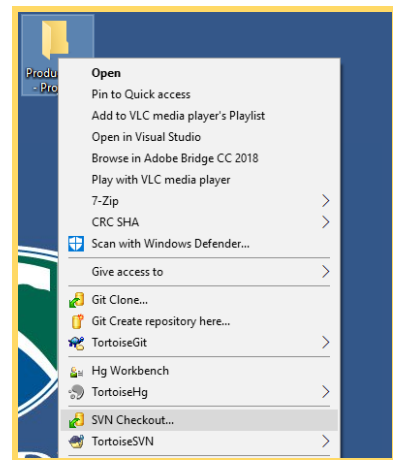 Open
Produ
- Pro
Pin to Quick access
Add to VLC media player's Playlist
Open in Visual Studio
Browse in Adobe Bridge CC 2018
Play with VLC media player
7-Zip
CRC SHA
Scan with Windows Defender...
Give access to
Git Clone...
Git Create repository here...
TortoiseGit
Hg Workbench
TortoiseHg
SVN Checkout...
TortoiseSVN